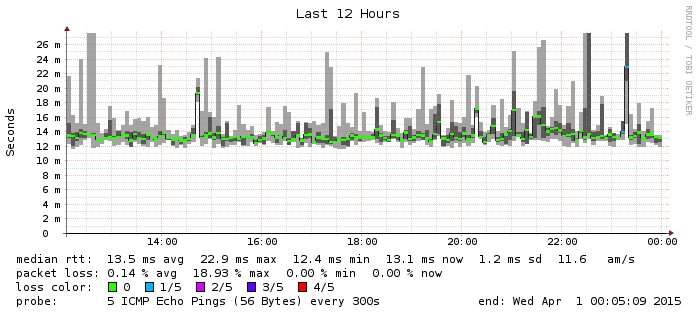 Last 12 Hours
RRDTOOL / TOBI OETIKER
Seconds
26 m
24 m
22 m
20 m
18 m
16 m
14 m
12 m
10 m
8 m
6 m
4 m
2 m
0
14:00 16:00 18:00 20:00 22:00 00:00
median rtt: 13.5 ms avg 22.9 ms max 12.4 ms min 13.1 ms now 1.2 ms sd 11.6 am/s
packet loss: 0.14 % avg 18.93 % max 0.00 % min 0.00 % now
loss color: 0 1/5 2/5 3/5 4/5
probe: 5 ICMP Echo Pings (56 Bytes) every 300s end: Wed Apr 1 00:05:09 2015